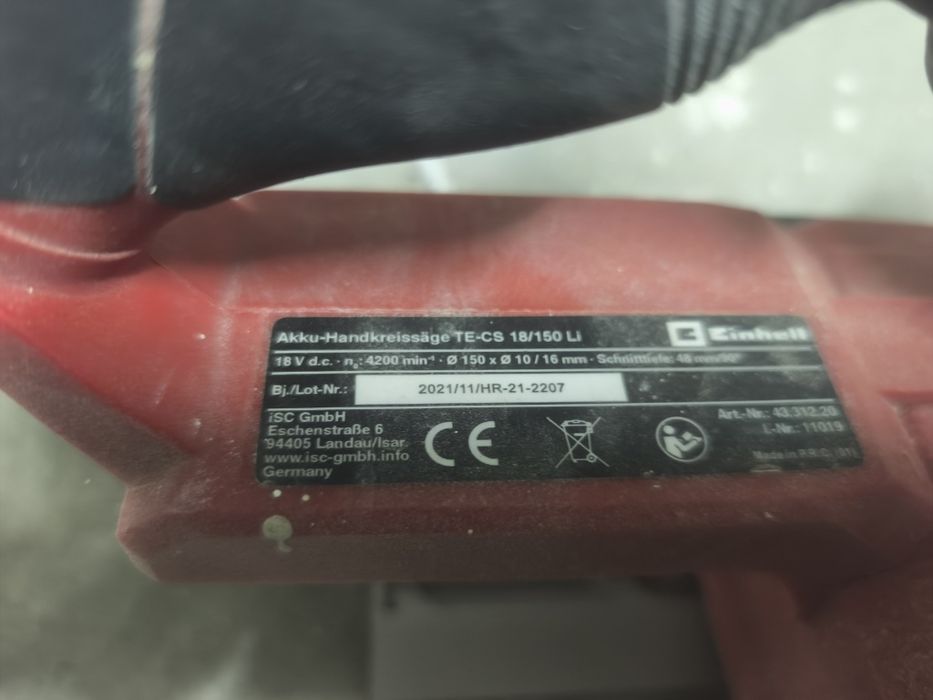 Akku-Handkreissäge TE-CS 18/150 Li
Einhell
18 V d.c. · n₀: 4200 min⁻¹ · Ø 150 x Ø 10 / 16 mm · Schnitttiefe: 48 mm/90°
Bj./Lot-Nr.: 2021/11/HR-21-2207
iSC GmbH
Eschenstraße 6
94405 Landau/Isar
www.isc-gmbh.info
Germany
CE
Art.-Nr.: 43.312.20
I.-Nr.: 11019
Made in P.R.C. (01)